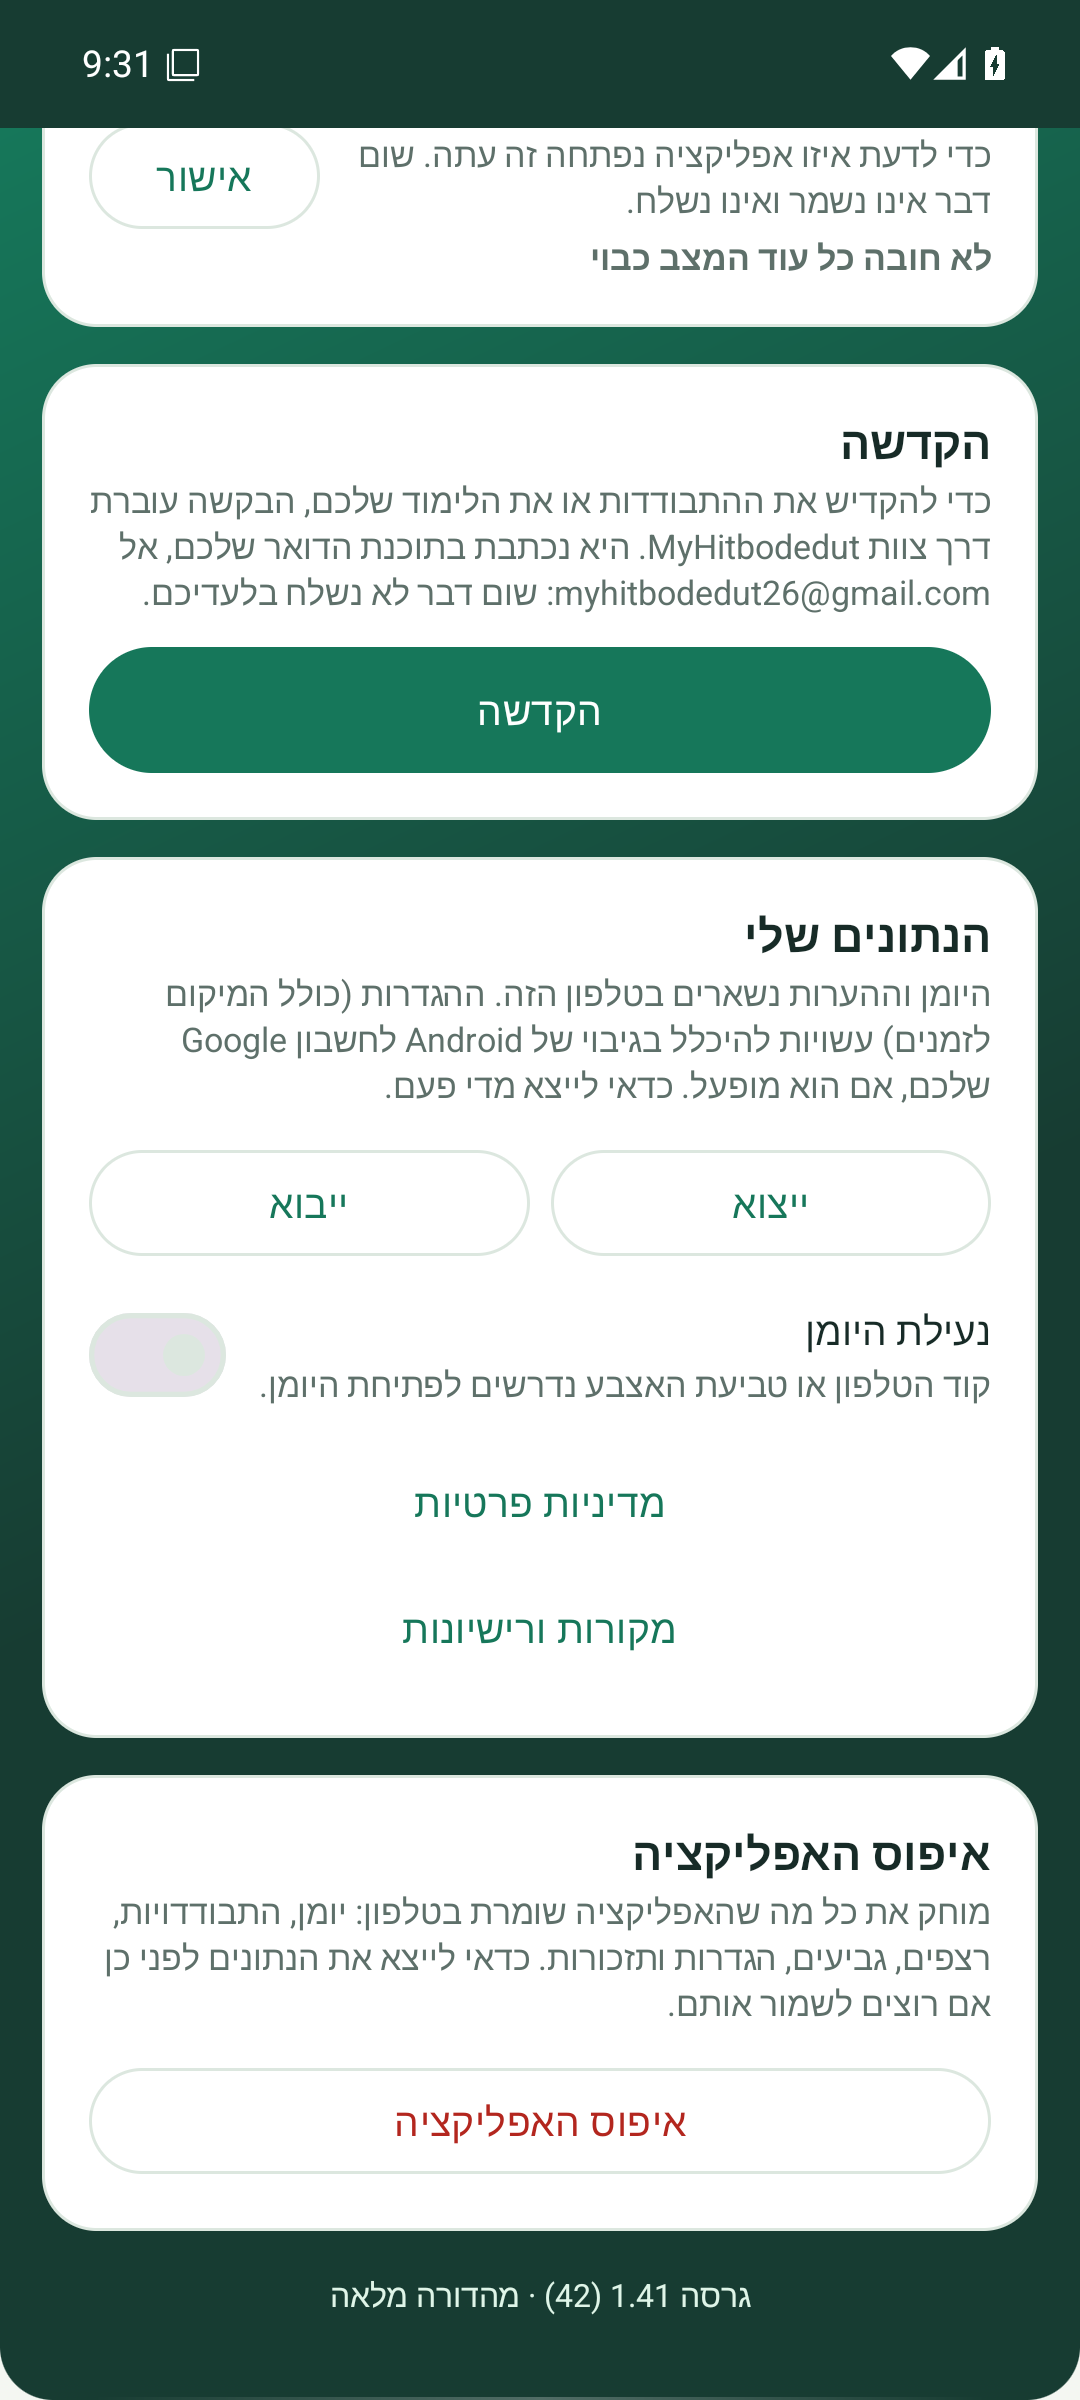 9:31
כדי לדעת איזו אפליקציה נפתחה זה עתה. שום
דבר אינו נשמר ואינו נשלח.
לא חובה כל עוד המצב כבוי
אישור
הקדשה
כדי להקדיש את ההתבודדות או את הלימוד שלכם, הבקשה עוברת
דרך צוות MyHitbodedut. היא נכתבת בתוכנת הדואר שלכם, אל
myhitbodedut26@gmail.com: שום דבר לא נשלח בלעדיכם.
הקדשה
הנתונים שלי
היומן וההערות נשארים בטלפון הזה. ההגדרות (כולל המיקום
לזמנים) עשויות להיכלל בגיבוי של Android לחשבון Google
שלכם, אם הוא מופעל. כדאי לייצא מדי פעם.
ייצוא
ייבוא
נעילת היומן
קוד הטלפון או טביעת האצבע נדרשים לפתיחת היומן.
מדיניות פרטיות
מקורות ורישיונות
איפוס האפליקציה
מוחק את כל מה שהאפליקציה שומרת בטלפון: יומן, התבודדויות,
רצפים, גביעים, הגדרות ותזכורות. כדאי לייצא את הנתונים לפני כן
אם רוצים לשמור אותם.
איפוס האפליקציה
גרסה 1.41 (42) · מהדורה מלאה